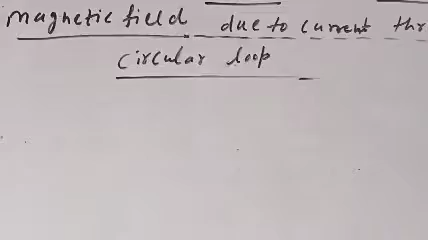 magnetic field due to current thr
circular loop